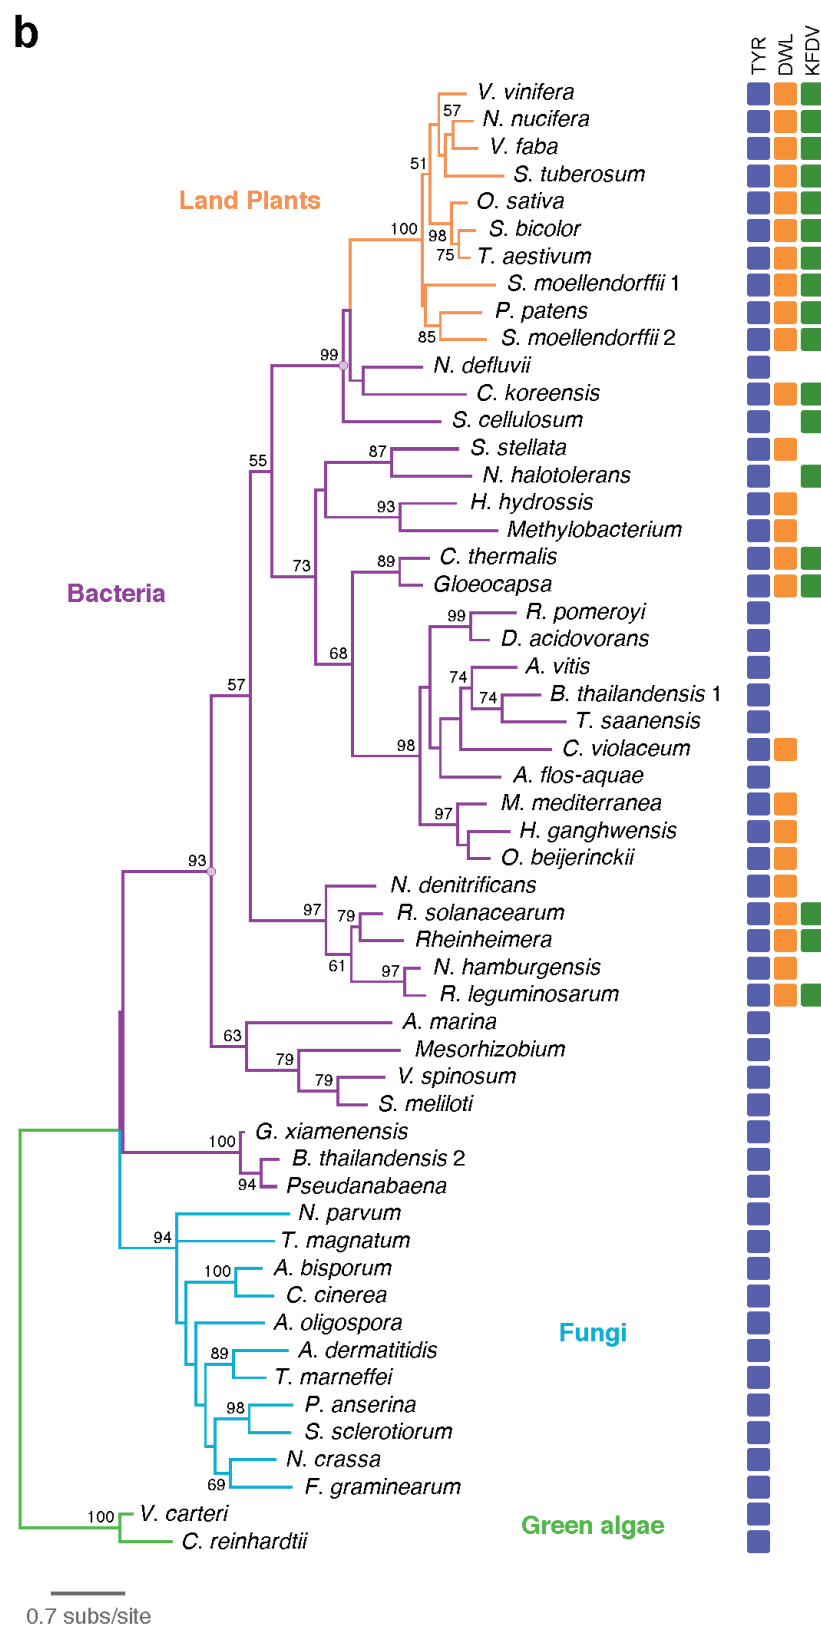 b
TYR
DWL
KFDV
V. vinifera
57
N. nucifera
V. faba
51
S. tuberosum
Land Plants
O. sativa
100
98
S. bicolor
75
T. aestivum
S. moellendorffii 1
P. patens
85
S. moellendorffii 2
99
N. defluvii
C. koreensis
S. cellulosum
87
S. stellata
55
N. halotolerans
93
H. hydrossis
Methylobacterium
89
C. thermalis
73
Gloeocapsa
Bacteria
99
R. pomeroyi
D. acidovorans
68
A. vitis
74
57
74
B. thailandensis 1
T. saanensis
98
C. violaceum
A. flos-aquae
M. mediterranea
97
H. ganghwensis
O. beijerinckii
93
N. denitrificans
97
79
R. solanacearum
Rheinheimera
61
97
N. hamburgensis
R. leguminosarum
A. marina
63
Mesorhizobium
79
79
V. spinosum
S. meliloti
G. xiamenensis
100
B. thailandensis 2
94
Pseudanabaena
N. parvum
94
T. magnatum
100
A. bisporum
C. cinerea
A. oligospora
Fungi
89
A. dermatitidis
T. marneffei
98
P. anserina
S. sclerotiorum
N. crassa
69
F. graminearum
100
V. carteri
Green algae
C. reinhardtii
0.7 subs/site